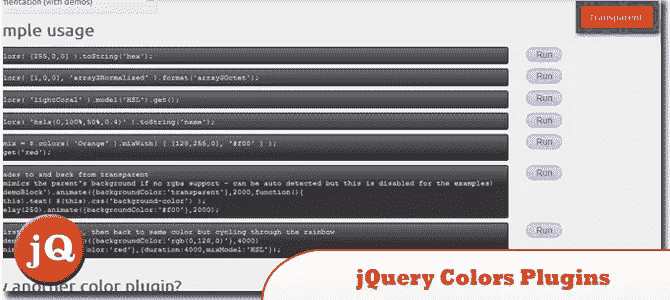 mentation (with demos)
Transparent
mple usage
lors( [255,0,0] ).toString('hex');
Run
lors( [1,0,0], 'array3Normalized' ).format('array3Octet');
Run
lors( 'lightCoral' ).model('HSL').get();
Run
lors( 'hsla(0,100%,50%,0.4)' ).toString('name');
Run
mix = $.colors( 'Orange' ).mixWith( [ [128,255,0], '#f00' ] );
get('red');
Run
ades to and back from transparent
mimics the parent's background if no rgba support - can be auto detected but this is disabled for the examples)
demoBlock').animate({backgroundColor:'transparent'},2000,function(){
this).text( $(this).css('background-color') );
elay(250).animate({backgroundColor:'#f00'},2000);
Run
irst , then back to same color but cycling through the rainbow
({backgroundColor:'rgb(0,128,0)'},4000)
Color:'red'},{duration:4000,mixModel:'HSL'});
Run
jQ
y another color plugin?
jQuery Colors Plugins